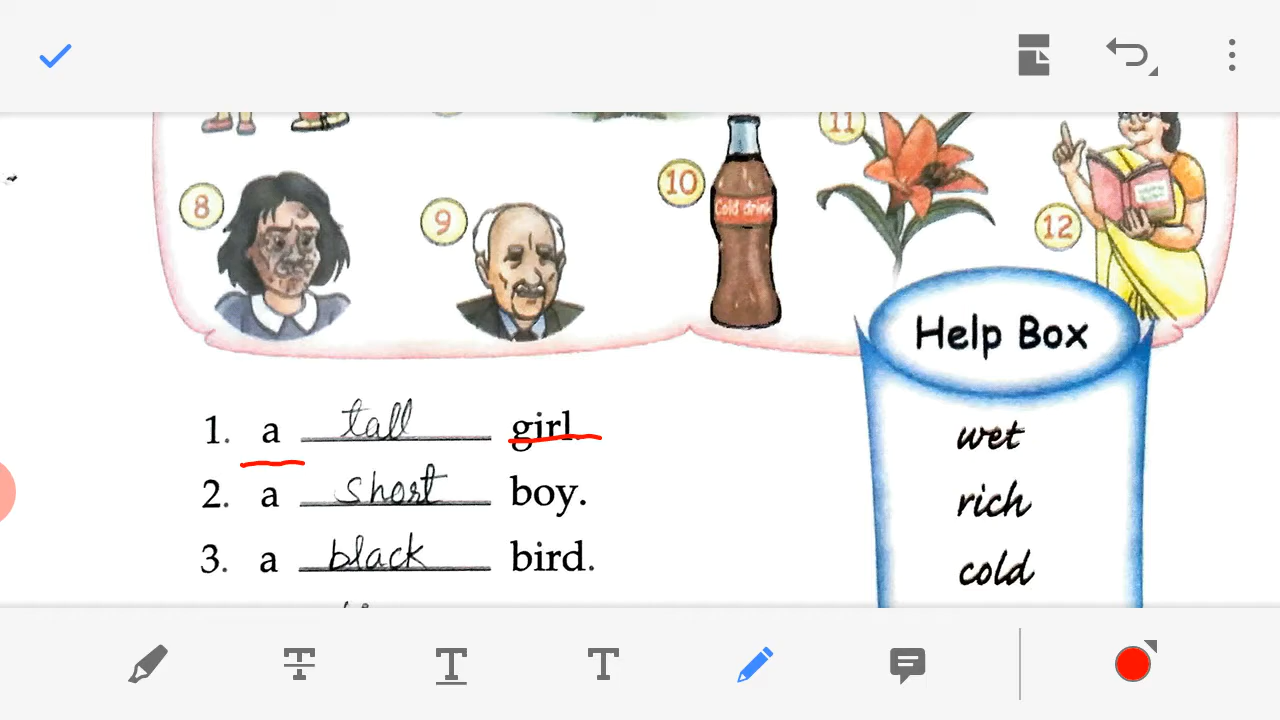 11
8
9
10
Cold drink
12
Help Box
1. a tall girl.
2. a short boy.
3. a black bird.
wet
rich
cold